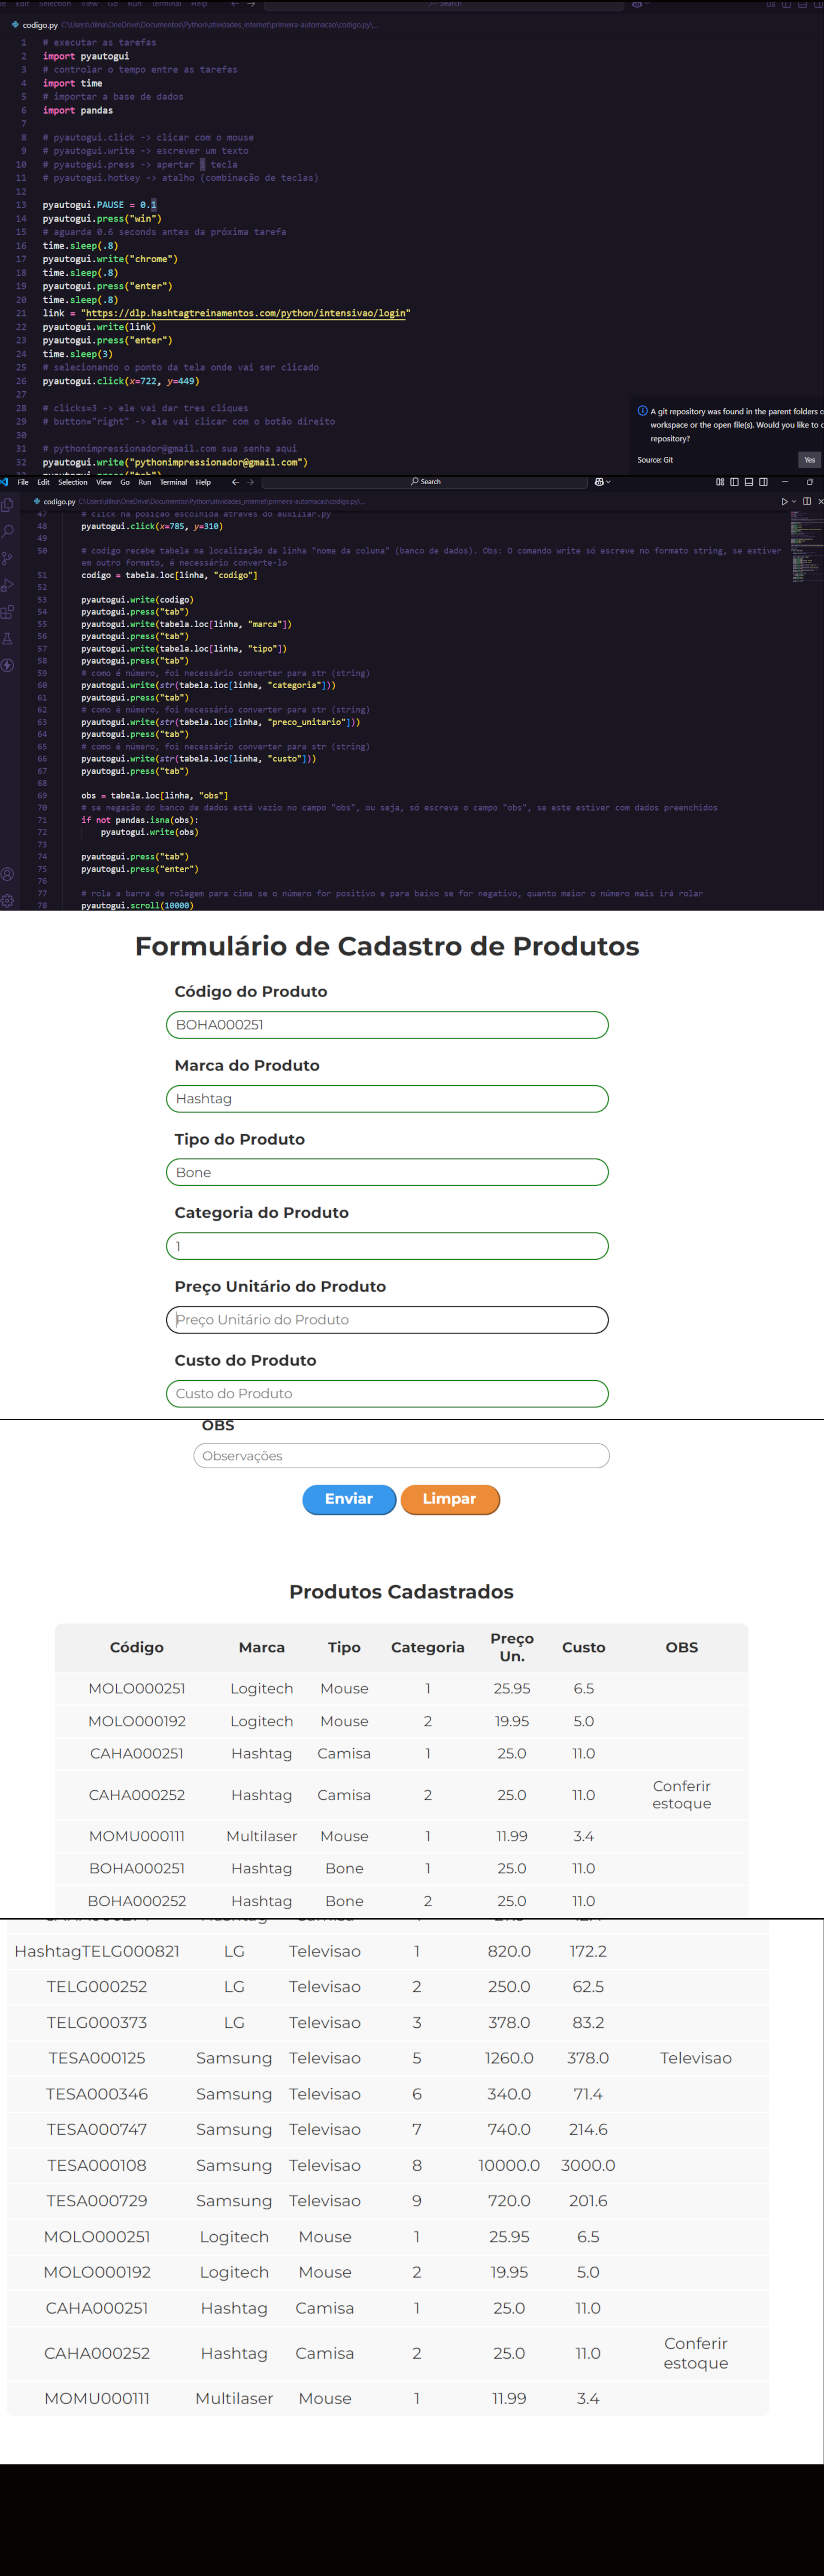 Edit Selection View Go Run Terminal Help
Search
codigo.py C:\Users\dilna\OneDrive\Documentos\Python\atividades_internet\primeira-automacao\codigo.py\...
1 # executar as tarefas
2 import pyautogui
3 # controlar o tempo entre as tarefas
4 import time
5 # importar a base de dados
6 import pandas
7
8 # pyautogui.click -> clicar com o mouse
9 # pyautogui.write -> escrever um texto
10 # pyautogui.press -> apertar 1 tecla
11 # pyautogui.hotkey -> atalho (combinação de teclas)
12
13 pyautogui.PAUSE = 0.1
14 pyautogui.press("win")
15 # aguarda 0.6 seconds antes da próxima tarefa
16 time.sleep(.8)
17 pyautogui.write("chrome")
18 time.sleep(.8)
19 pyautogui.press("enter")
20 time.sleep(.8)
21 link = "https://dlp.hashtagtreinamentos.com/python/intensivao/login"
22 pyautogui.write(link)
23 pyautogui.press("enter")
24 time.sleep(3)
25 # selecionando o ponto da tela onde vai ser clicado
26 pyautogui.click(x=722, y=449)
27
28 # clicks=3 -> ele vai dar tres cliques
29 # button="right" -> ele vai clicar com o botão direito
30
31 # pythonimpressionador@gmail.com sua senha aqui
32 pyautogui.write("pythonimpressionador@gmail.com")
A git repository was found in the parent folders o
workspace or the open file(s). Would you like to o
repository?
Source: Git
Yes
File Edit Selection View Go Run Terminal Help
Search
codigo.py C:\Users\dilna\OneDrive\Documentos\Python\atividades_internet\primeira-automacao\codigo.py\...
47 # click na posição escolhida através do auxiliar.py
48 pyautogui.click(x=785, y=310)
49
50 # codigo recebe tabela na localização da linha "nome da coluna" (banco de dados). Obs: O comando write só escreve no formato string, se estiver
em outro formato, é necessário converte-lo
51 codigo = tabela.loc[linha, "codigo"]
52
53 pyautogui.write(codigo)
54 pyautogui.press("tab")
55 pyautogui.write(tabela.loc[linha, "marca"])
56 pyautogui.press("tab")
57 pyautogui.write(tabela.loc[linha, "tipo"])
58 pyautogui.press("tab")
59 # como é número, foi necessário converter para str (string)
60 pyautogui.write(str(tabela.loc[linha, "categoria"]))
61 pyautogui.press("tab")
62 # como é número, foi necessário converter para str (string)
63 pyautogui.write(str(tabela.loc[linha, "preco_unitario"]))
64 pyautogui.press("tab")
65 # como é número, foi necessário converter para str (string)
66 pyautogui.write(str(tabela.loc[linha, "custo"]))
67 pyautogui.press("tab")
68
69 obs = tabela.loc[linha, "obs"]
70 # se negação do banco de dados está vazio no campo "obs", ou seja, só escreva o campo "obs", se este estiver com dados preenchidos
71 if not pandas.isna(obs):
72 pyautogui.write(obs)
73
74 pyautogui.press("tab")
75 pyautogui.press("enter")
76
77 # rola a barra de rolagem para cima se o número for positivo e para baixo se for negativo, quanto maior o número mais irá rolar
78 pyautogui.scroll(10000)
Formulário de Cadastro de Produtos
Código do Produto
BOHA000251
Marca do Produto
Hashtag
Tipo do Produto
Bone
Categoria do Produto
1
Preço Unitário do Produto
Preço Unitário do Produto
Custo do Produto
Custo do Produto
OBS
Observações
Enviar Limpar
Produtos Cadastrados
Código Marca Tipo Categoria Preço Un. Custo OBS
MOLO000251 Logitech Mouse 1 25.95 6.5
MOLO000192 Logitech Mouse 2 19.95 5.0
CAHA000251 Hashtag Camisa 1 25.0 11.0
CAHA000252 Hashtag Camisa 2 25.0 11.0 Conferir estoque
MOMU000111 Multilaser Mouse 1 11.99 3.4
BOHA000251 Hashtag Bone 1 25.0 11.0
BOHA000252 Hashtag Bone 2 25.0 11.0
HashtagTELG000821 LG Televisao 1 820.0 172.2
TELG000252 LG Televisao 2 250.0 62.5
TELG000373 LG Televisao 3 378.0 83.2
TESA000125 Samsung Televisao 5 1260.0 378.0 Televisao
TESA000346 Samsung Televisao 6 340.0 71.4
TESA000747 Samsung Televisao 7 740.0 214.6
TESA000108 Samsung Televisao 8 10000.0 3000.0
TESA000729 Samsung Televisao 9 720.0 201.6
MOLO000251 Logitech Mouse 1 25.95 6.5
MOLO000192 Logitech Mouse 2 19.95 5.0
CAHA000251 Hashtag Camisa 1 25.0 11.0
CAHA000252 Hashtag Camisa 2 25.0 11.0 Conferir estoque
MOMU000111 Multilaser Mouse 1 11.99 3.4